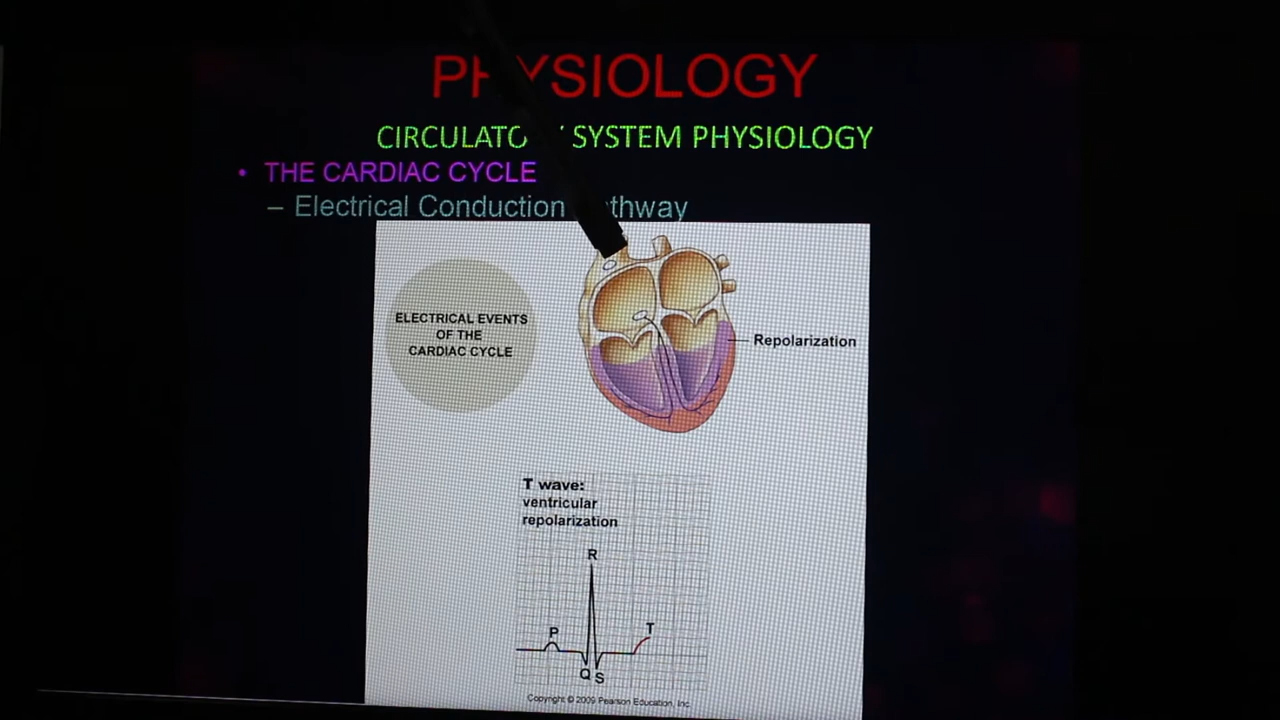 PHYSIOLOGY
CIRCULATO Y SYSTEM PHYSIOLOGY
• THE CARDIAC CYCLE
– Electrical Conduction thway
ELECTRICAL EVENTS
OF THE
CARDIAC CYCLE
Repolarization
T wave:
ventricular
repolarization
R
P
T
Q S
Copyright © 2009 Pearson Education, Inc.